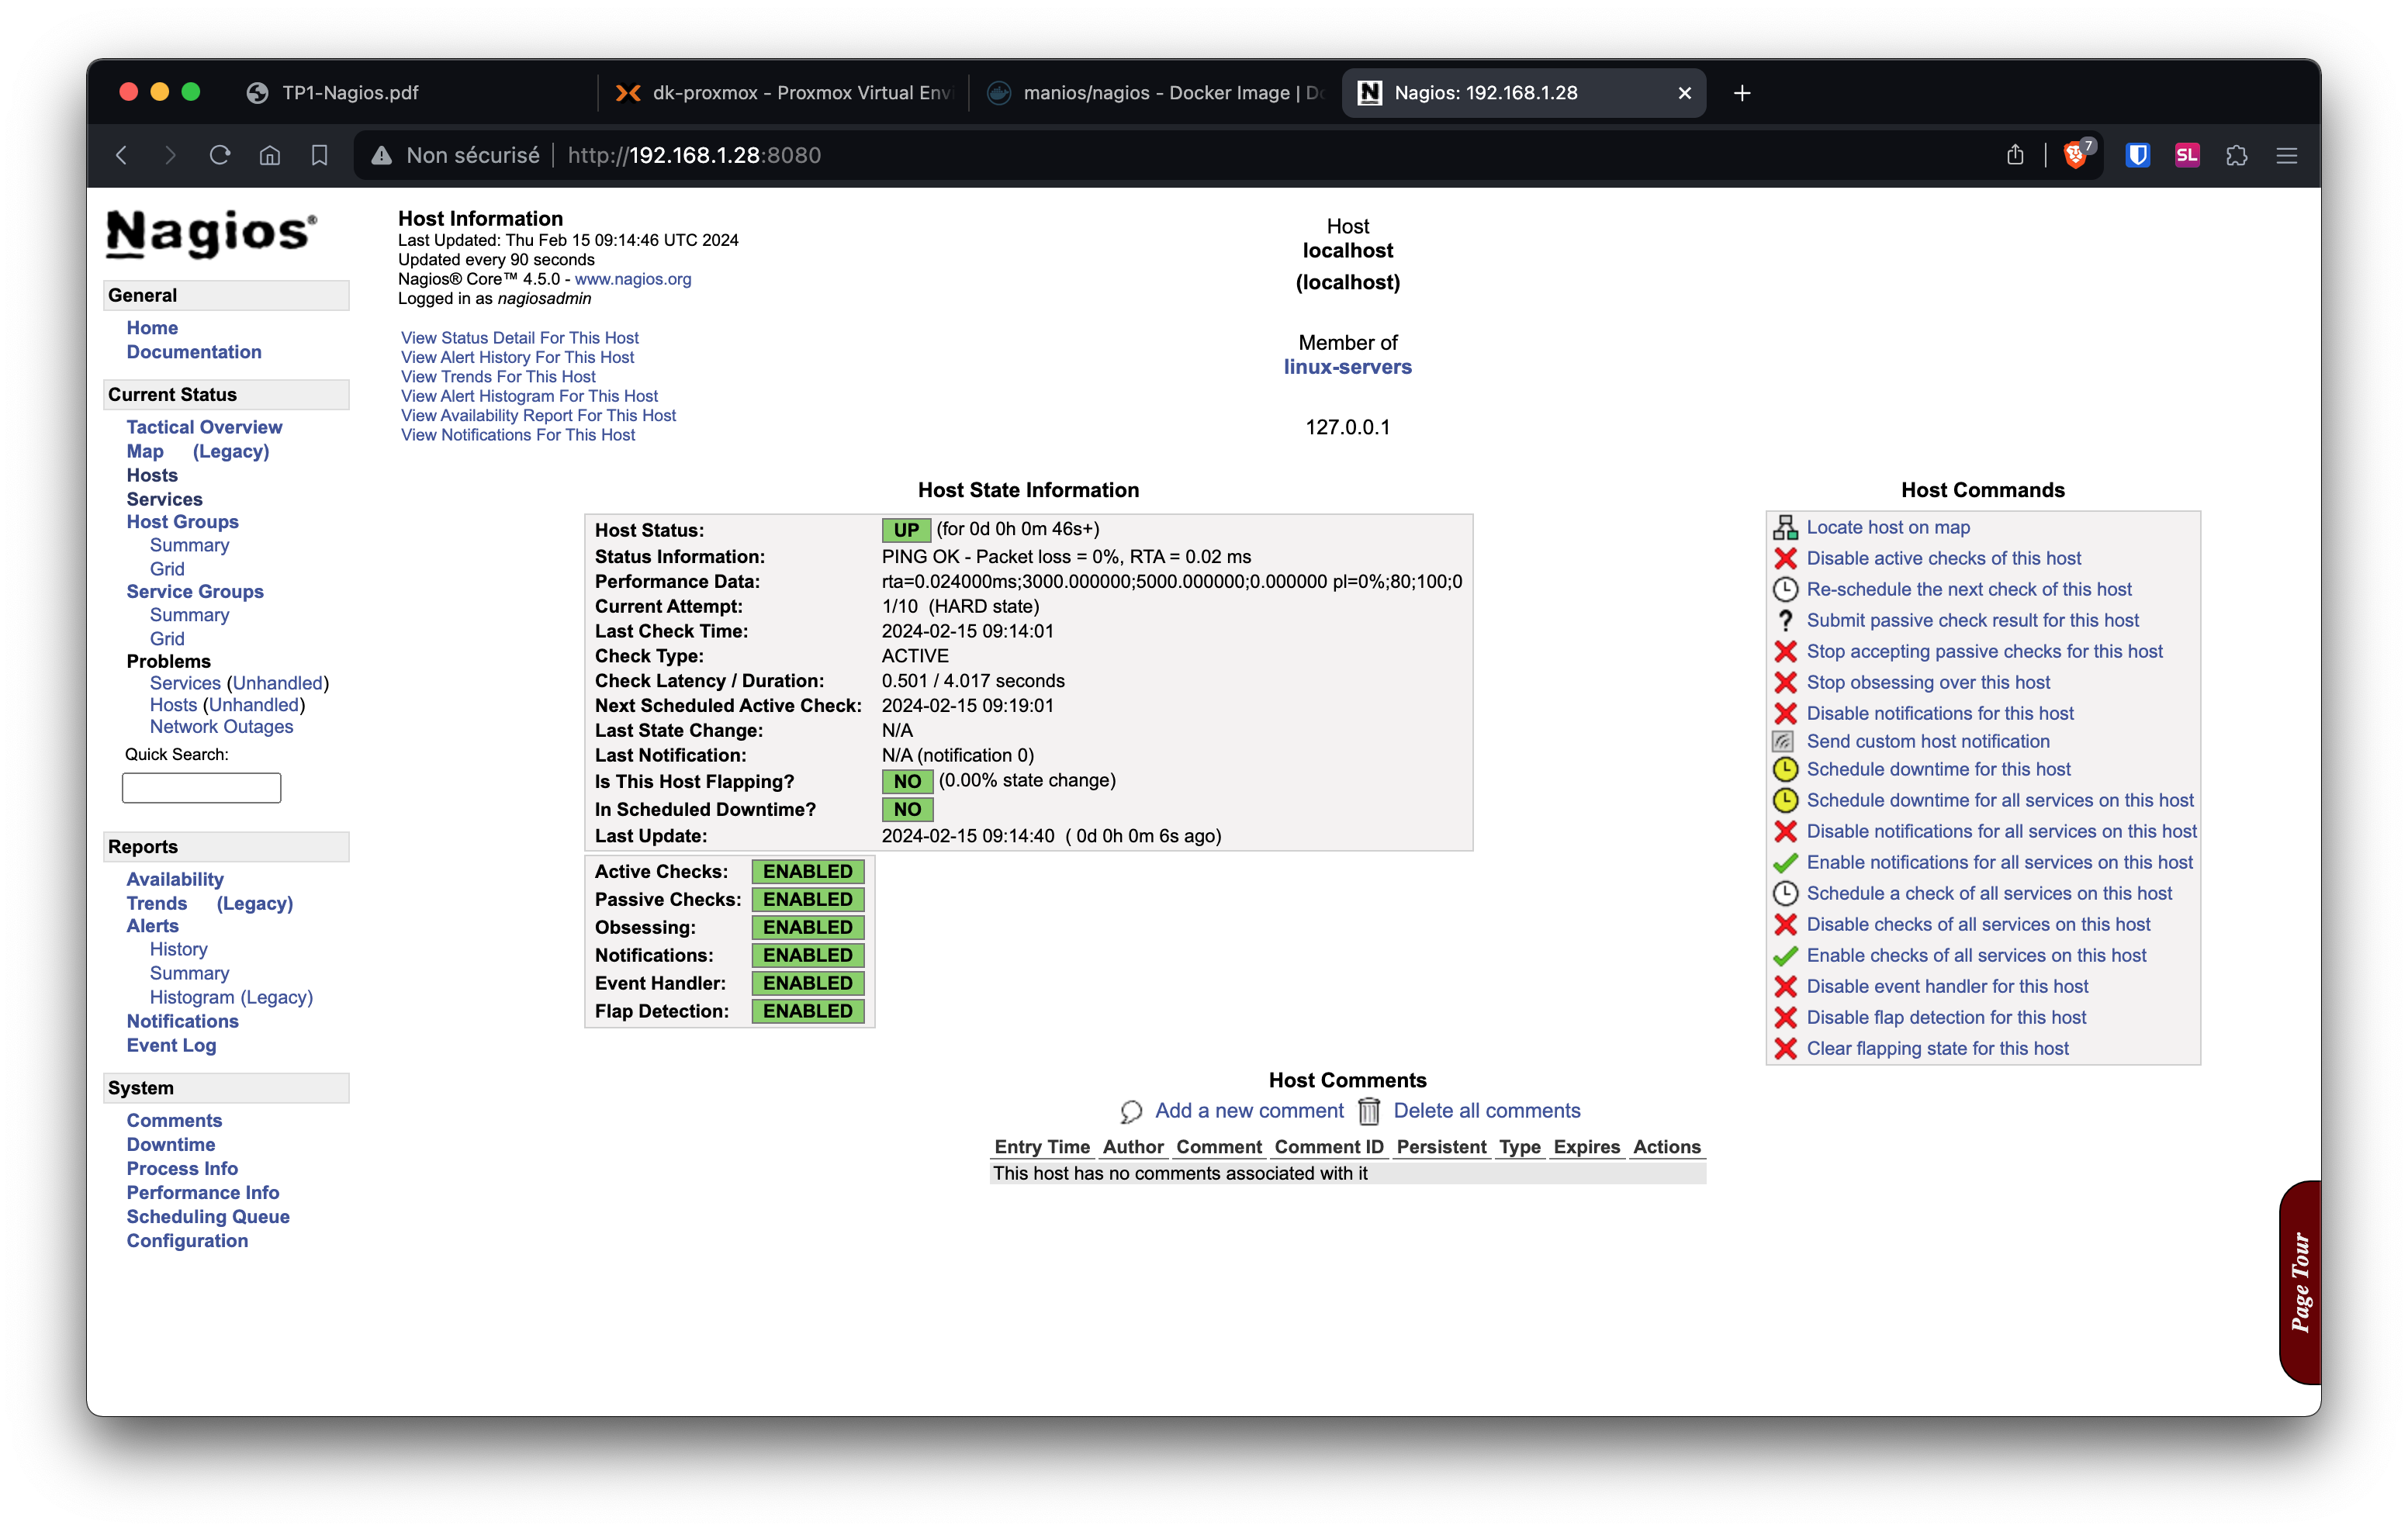 TP1-Nagios.pdf
dk-proxmox - Proxmox Virtual Envi
manios/nagios - Docker Image | Do
Nagios: 192.168.1.28
Non sécurisé
http://192.168.1.28:8080
7
SL
Nagios®
General
Home
Documentation
Current Status
Tactical Overview
Map (Legacy)
Hosts
Services
Host Groups
Summary
Grid
Service Groups
Summary
Grid
Problems
Services (Unhandled)
Hosts (Unhandled)
Network Outages
Quick Search:
Reports
Availability
Trends (Legacy)
Alerts
History
Summary
Histogram (Legacy)
Notifications
Event Log
System
Comments
Downtime
Process Info
Performance Info
Scheduling Queue
Configuration
Host Information
Last Updated: Thu Feb 15 09:14:46 UTC 2024
Updated every 90 seconds
Nagios® Core™ 4.5.0 - www.nagios.org
Logged in as nagiosadmin
View Status Detail For This Host
View Alert History For This Host
View Trends For This Host
View Alert Histogram For This Host
View Availability Report For This Host
View Notifications For This Host
Host
localhost
(localhost)
Member of
linux-servers
127.0.0.1
Host State Information
Host Status: UP (for 0d 0h 0m 46s+)
Status Information: PING OK - Packet loss = 0%, RTA = 0.02 ms
Performance Data: rta=0.024000ms;3000.000000;5000.000000;0.000000 pl=0%;80;100;0
Current Attempt: 1/10 (HARD state)
Last Check Time: 2024-02-15 09:14:01
Check Type: ACTIVE
Check Latency / Duration: 0.501 / 4.017 seconds
Next Scheduled Active Check: 2024-02-15 09:19:01
Last State Change: N/A
Last Notification: N/A (notification 0)
Is This Host Flapping? NO (0.00% state change)
In Scheduled Downtime? NO
Last Update: 2024-02-15 09:14:40 ( 0d 0h 0m 6s ago)
Active Checks: ENABLED
Passive Checks: ENABLED
Obsessing: ENABLED
Notifications: ENABLED
Event Handler: ENABLED
Flap Detection: ENABLED
Host Commands
Locate host on map
Disable active checks of this host
Re-schedule the next check of this host
Submit passive check result for this host
Stop accepting passive checks for this host
Stop obsessing over this host
Disable notifications for this host
Send custom host notification
Schedule downtime for this host
Schedule downtime for all services on this host
Disable notifications for all services on this host
Enable notifications for all services on this host
Schedule a check of all services on this host
Disable checks of all services on this host
Enable checks of all services on this host
Disable event handler for this host
Disable flap detection for this host
Clear flapping state for this host
Host Comments
Add a new comment Delete all comments
Entry Time Author Comment Comment ID Persistent Type Expires Actions
This host has no comments associated with it
Page Tour